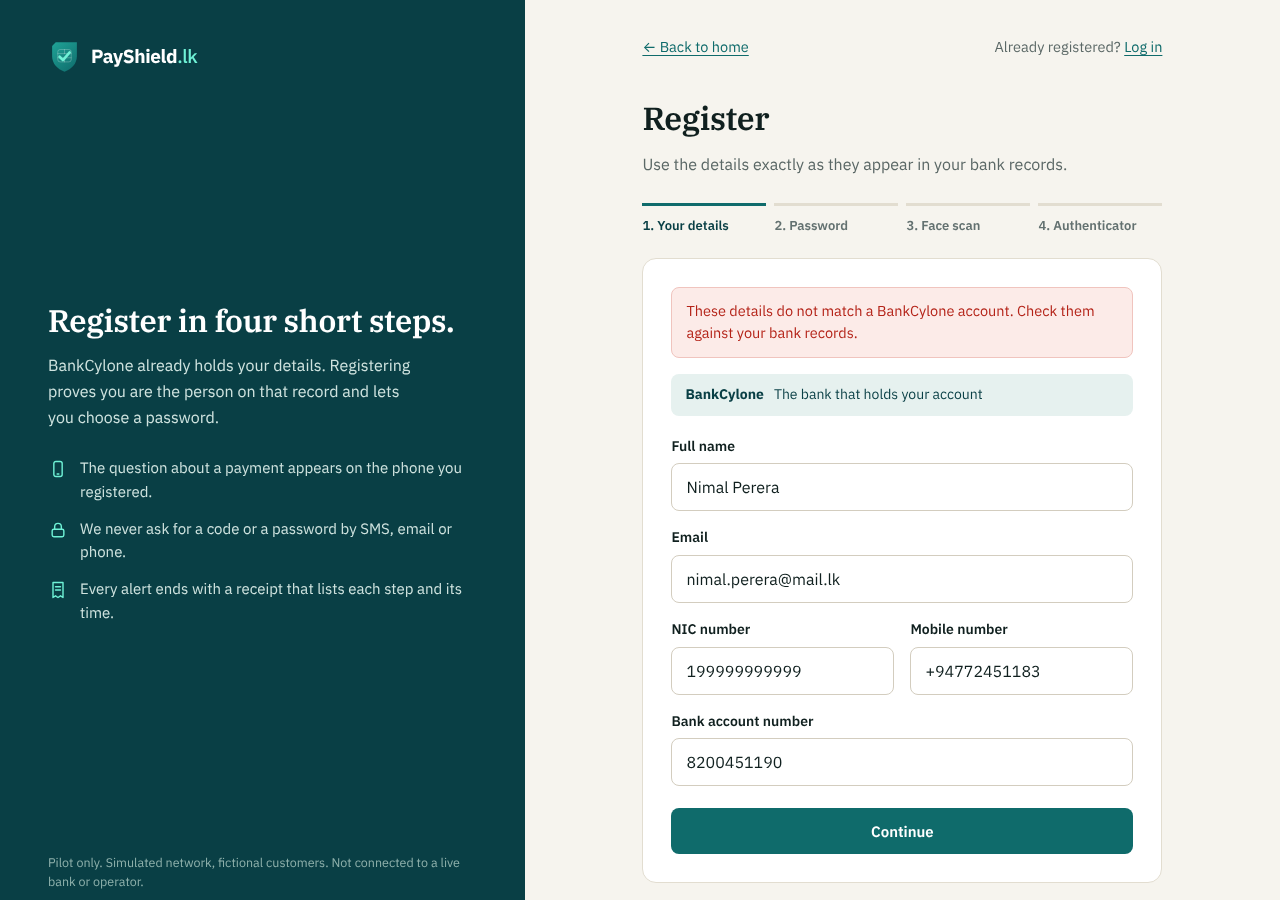 PayShield.lk
Register in four short steps.
BankCylone already holds your details. Registering
proves you are the person on that record and lets
you choose a password.
The question about a payment appears on the phone you
registered.
We never ask for a code or a password by SMS, email or
phone.
Every alert ends with a receipt that lists each step and its
time.
Pilot only. Simulated network, fictional customers. Not connected to a live
bank or operator.
← Back to home
Already registered? Log in
Register
Use the details exactly as they appear in your bank records.
1. Your details
2. Password
3. Face scan
4. Authenticator
These details do not match a BankCylone account. Check them
against your bank records.
BankCylone The bank that holds your account
Full name
Nimal Perera
Email
nimal.perera@mail.lk
NIC number
Mobile number
199999999999
+94772451183
Bank account number
8200451190
Continue